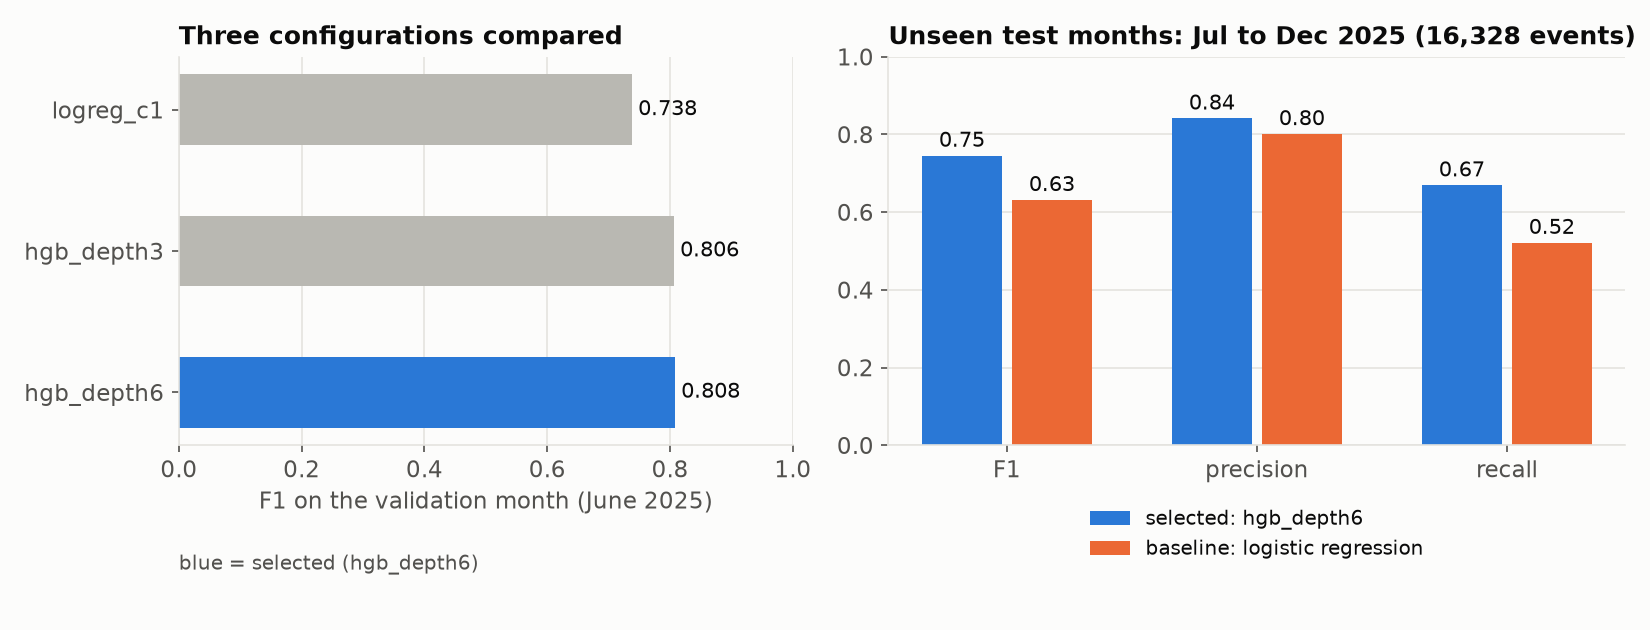 Three configurations compared
logreg_c1
0.738
hgb_depth3
0.806
hgb_depth6
0.808
0.0 0.2 0.4 0.6 0.8 1.0
F1 on the validation month (June 2025)
blue = selected (hgb_depth6)
Unseen test months: Jul to Dec 2025 (16,328 events)
1.0
0.8
0.6
0.4
0.2
0.0
0.75
0.63
0.84
0.80
0.67
0.52
F1 precision recall
selected: hgb_depth6
baseline: logistic regression